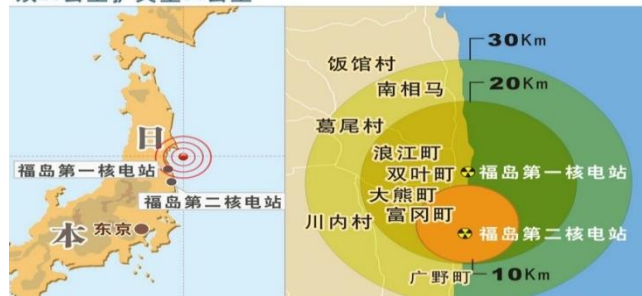 日
本
福岛第一核电站
福岛第二核电站
东京
30Km
饭馆村
20Km
南相马
葛尾村
浪江町
双叶町
福岛第一核电站
大熊町
富冈町
川内村
福岛第二核电站
广野町
10Km